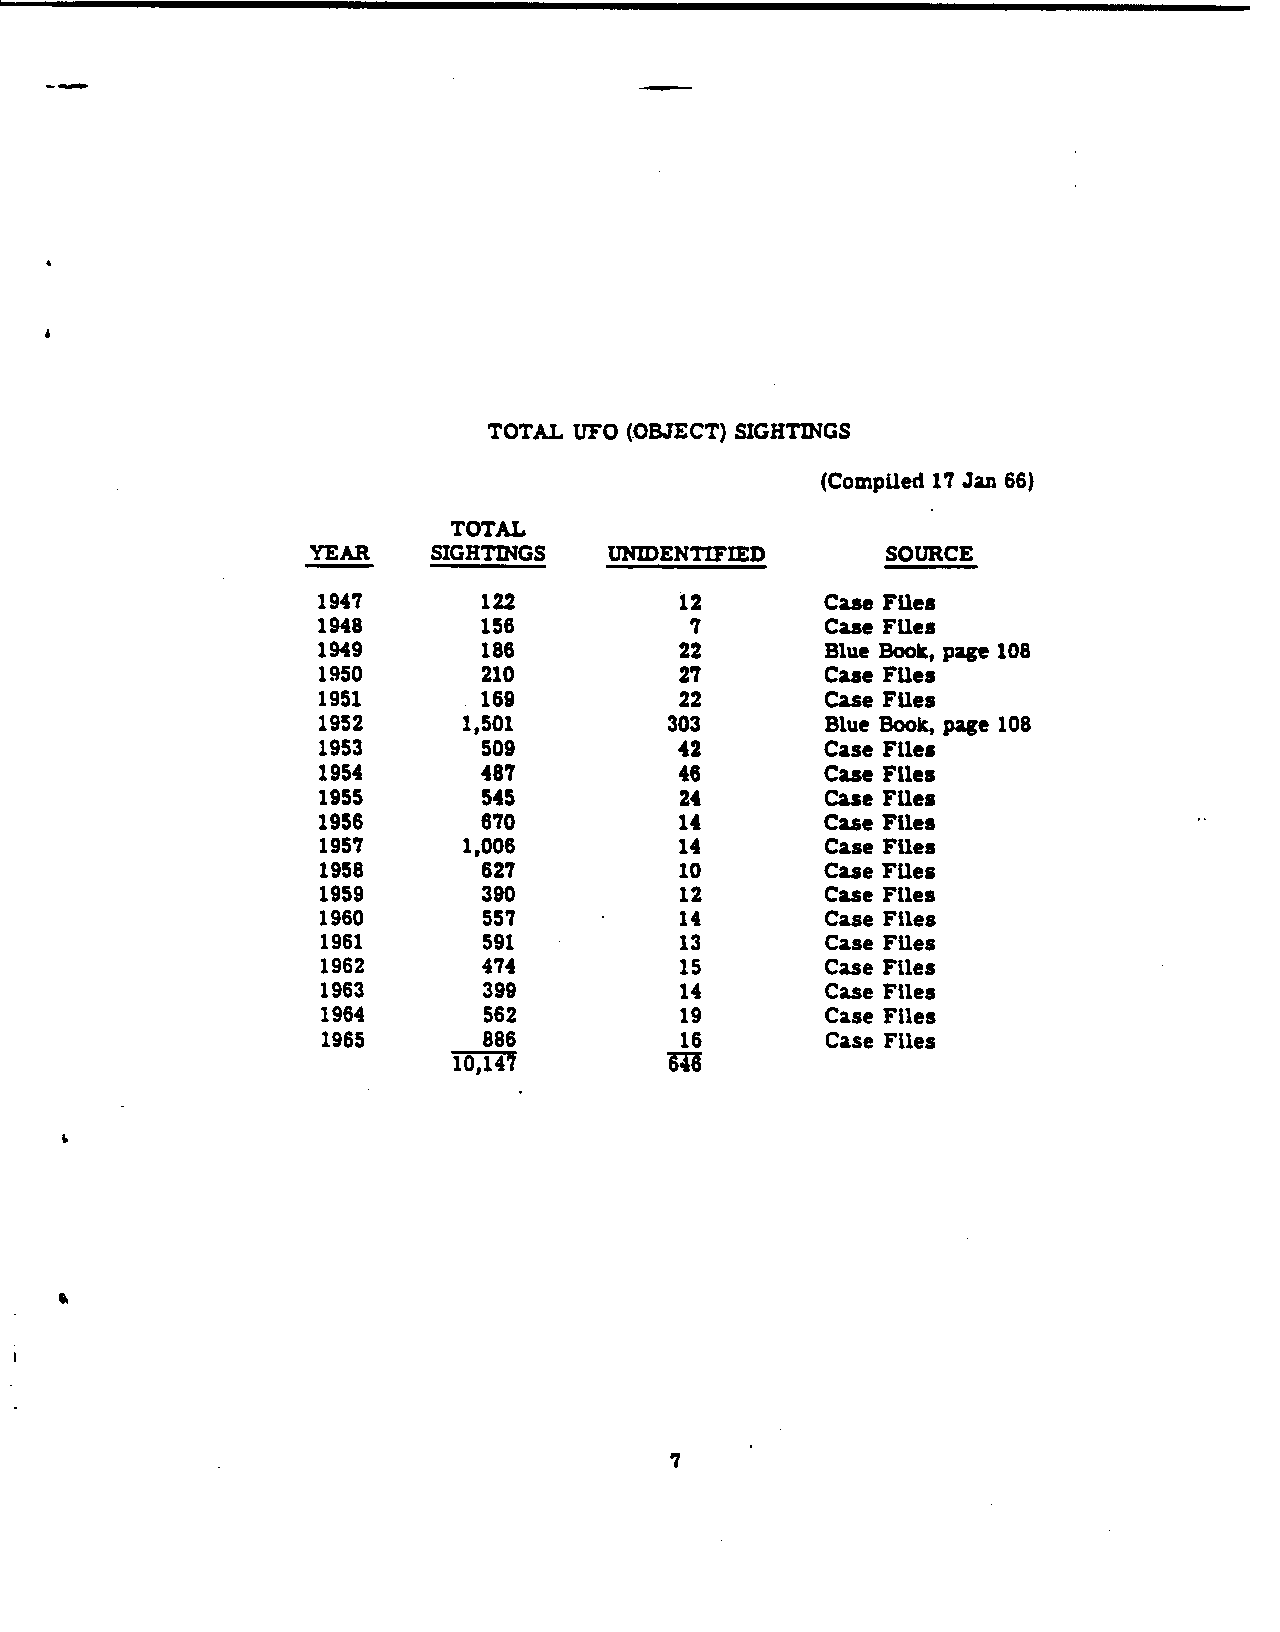 TOTAL UFO (OBJECT) SIGHTINGS
(Compiled 17 Jan 66)
TOTAL
YEAR SIGHTINGS UNIDENTIFIED SOURCE
1947 122 12 Case Files
1948 156 7 Case Files
1949 186 22 Blue Book, page 108
1950 210 27 Case Files
1951 169 22 Case Files
1952 1,501 303 Blue Book, page 108
1953 509 42 Case Files
1954 487 46 Case Files
1955 545 24 Case Files
1956 670 14 Case Files
1957 1,006 14 Case Files
1958 627 10 Case Files
1959 390 12 Case Files
1960 557 14 Case Files
1961 591 13 Case Files
1962 474 15 Case Files
1963 399 14 Case Files
1964 562 19 Case Files
1965 886 16 Case Files
10,147 646
7